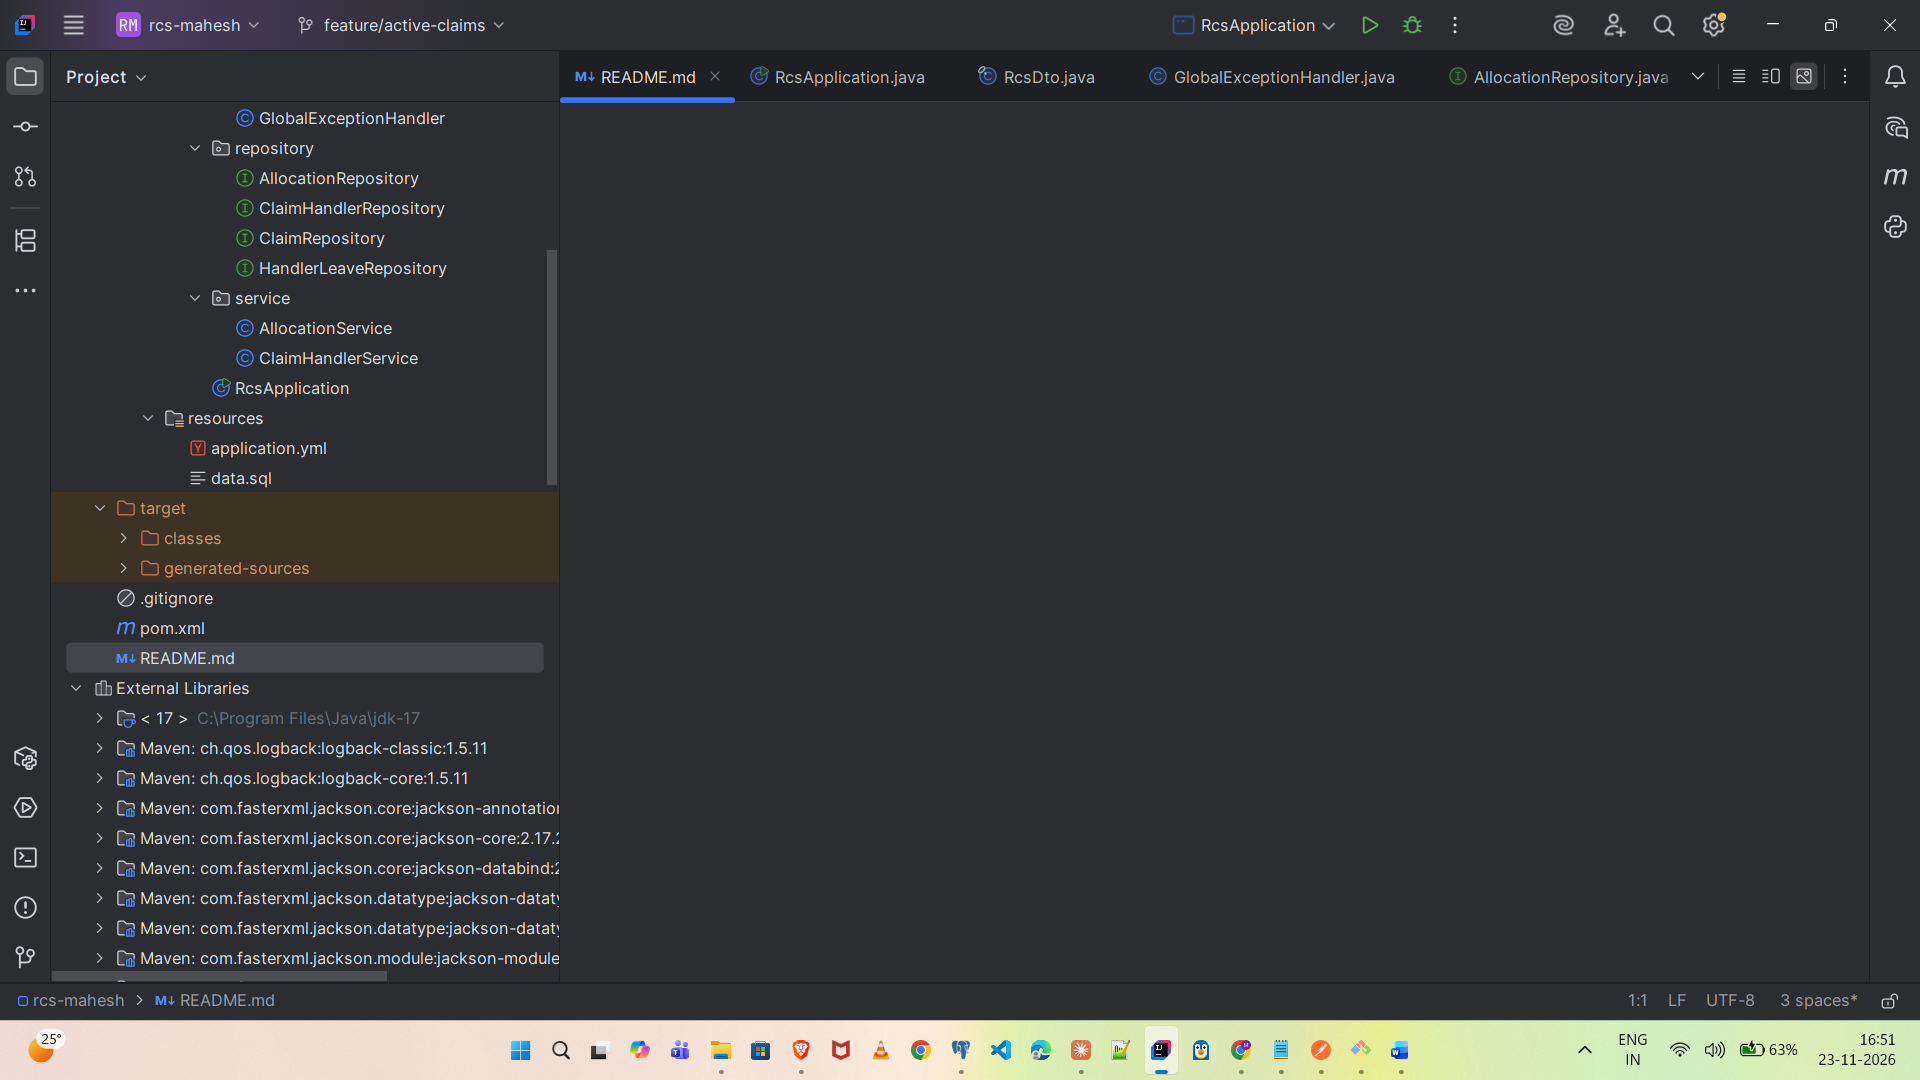 RM rcs-mahesh feature/active-claims RcsApplication
Project
README.md RcsApplication.java RcsDto.java GlobalExceptionHandler.java AllocationRepository.java
GlobalExceptionHandler
repository
AllocationRepository
ClaimHandlerRepository
ClaimRepository
HandlerLeaveRepository
service
AllocationService
ClaimHandlerService
RcsApplication
resources
application.yml
data.sql
target
classes
generated-sources
.gitignore
pom.xml
README.md
External Libraries
< 17 > C:\Program Files\Java\jdk-17
Maven: ch.qos.logback:logback-classic:1.5.11
Maven: ch.qos.logback:logback-core:1.5.11
Maven: com.fasterxml.jackson.core:jackson-annotation
Maven: com.fasterxml.jackson.core:jackson-core:2.17.2
Maven: com.fasterxml.jackson.core:jackson-databind:2
Maven: com.fasterxml.jackson.datatype:jackson-dataty
Maven: com.fasterxml.jackson.datatype:jackson-dataty
Maven: com.fasterxml.jackson.module:jackson-module
rcs-mahesh README.md 1:1 LF UTF-8 3 spaces*
25° ENG 16:51
IN 63% 23-11-2026